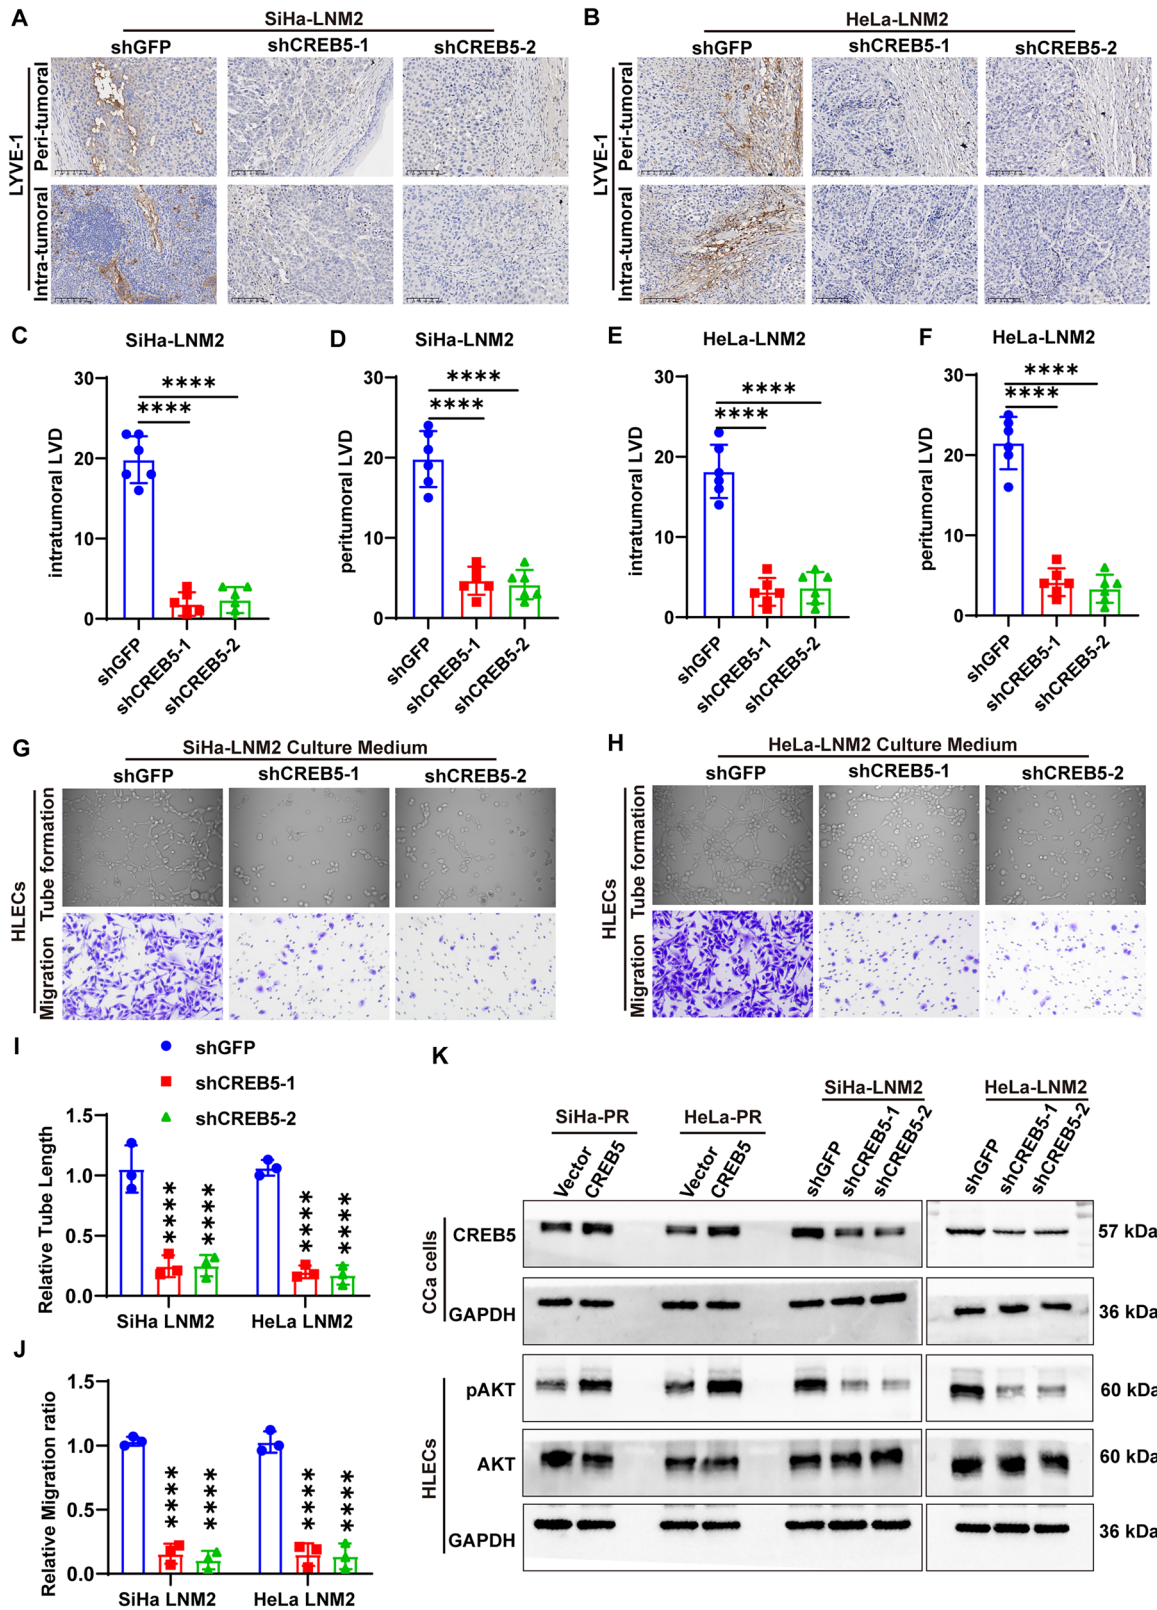 A
SiHa-LNM2
shGFP shCREB5-1 shCREB5-2
LYVE-1
Peri-tumoral
Intra-tumoral
B
HeLa-LNM2
shGFP shCREB5-1 shCREB5-2
LYVE-1
Peri-tumoral
Intra-tumoral
C
SiHa-LNM2
intratumoral LVD
30
20
10
0
****
****
shGFP
shCREB5-1
shCREB5-2
D
SiHa-LNM2
peritumoral LVD
30
20
10
0
****
****
shGFP
shCREB5-1
shCREB5-2
E
HeLa-LNM2
intratumoral LVD
30
20
10
0
****
****
shGFP
shCREB5-1
shCREB5-2
F
HeLa-LNM2
peritumoral LVD
30
20
10
0
****
****
shGFP
shCREB5-1
shCREB5-2
G
SiHa-LNM2 Culture Medium
shGFP shCREB5-1 shCREB5-2
HLECs
Tube formation
Migration
H
HeLa-LNM2 Culture Medium
shGFP shCREB5-1 shCREB5-2
HLECs
Tube formation
Migration
I
shGFP
shCREB5-1
shCREB5-2
Relative Tube Length
1.5
1.0
0.5
0.0
**** **** **** ****
SiHa LNM2 HeLa LNM2
J
Relative Migration ratio
1.5
1.0
0.5
0.0
**** **** **** ****
SiHa LNM2 HeLa LNM2
K
SiHa-PR HeLa-PR SiHa-LNM2 HeLa-LNM2
Vector CREB5 Vector CREB5 shGFP shCREB5-1 shCREB5-2 shGFP shCREB5-1 shCREB5-2
CCa cells
CREB5 57 kDa
GAPDH 36 kDa
HLECs
pAKT 60 kDa
AKT 60 kDa
GAPDH 36 kDa